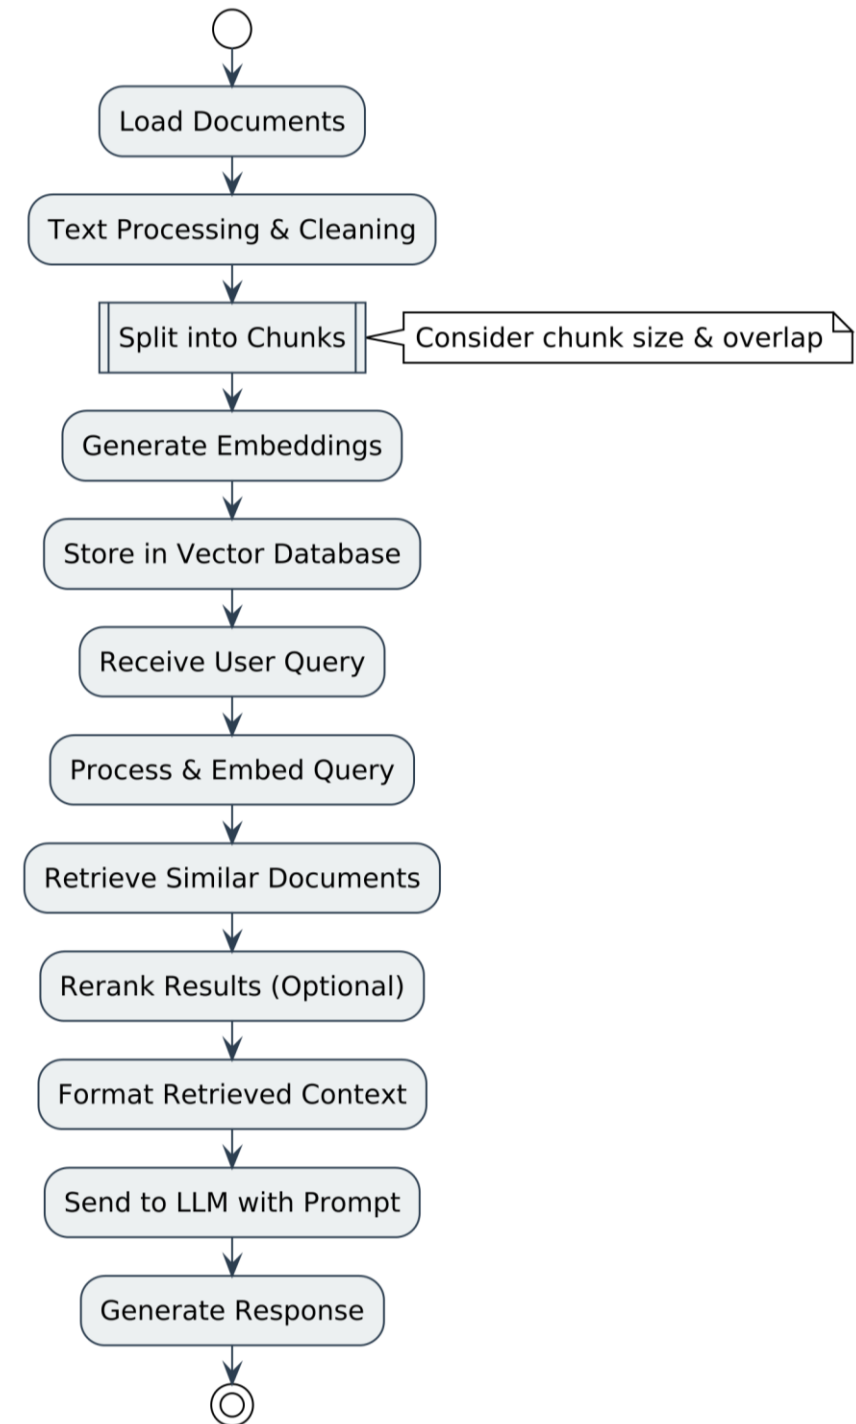 Load Documents
Text Processing & Cleaning
Split into Chunks
Consider chunk size & overlap
Generate Embeddings
Store in Vector Database
Receive User Query
Process & Embed Query
Retrieve Similar Documents
Rerank Results (Optional)
Format Retrieved Context
Send to LLM with Prompt
Generate Response